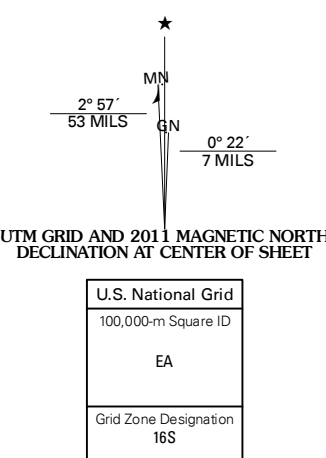 ★
MN
2° 57´
53 MILS
GN
0° 22´
7 MILS
UTM GRID AND 2011 MAGNETIC NORTH
DECLINATION AT CENTER OF SHEET
U.S. National Grid
100,000-m Square ID
EA
Grid Zone Designation
16S